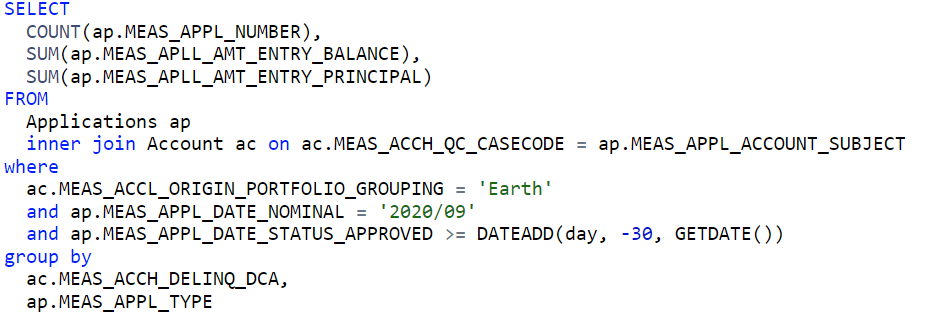 SELECT
COUNT(ap.MEAS_APPL_NUMBER),
SUM(ap.MEAS_APLL_AMT_ENTRY_BALANCE),
SUM(ap.MEAS_APLL_AMT_ENTRY_PRINCIPAL)
FROM
Applications ap
inner join Account ac on ac.MEAS_ACCH_QC_CASECODE = ap.MEAS_APPL_ACCOUNT_SUBJECT
where
ac.MEAS_ACCL_ORIGIN_PORTFOLIO_GROUPING = 'Earth'
and ap.MEAS_APPL_DATE_NOMINAL = '2020/09'
and ap.MEAS_APPL_DATE_STATUS_APPROVED >= DATEADD(day, -30, GETDATE())
group by
ac.MEAS_ACCH_DELINQ_DCA,
ap.MEAS_APPL_TYPE